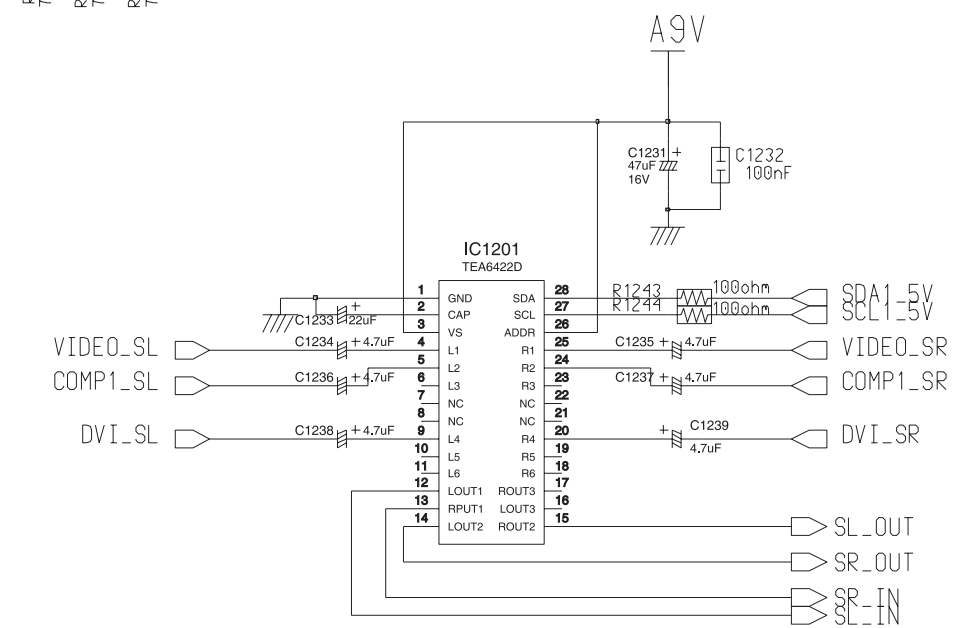 A9V
C1231 +
47uF
16V
C1232
100nF
IC1201
TEA6422D
1 GND SDA 28 R1243 100ohm SDA1_5V
2 CAP SCL 27 R1244 100ohm SCL1_5V
C1233 + 22uF
3 VS ADDR 26
VIDEO_SL C1234 + 4.7uF 4 L1 R1 25 C1235 + 4.7uF VIDEO_SR
5 L2 R2 24
COMP1_SL C1236 + 4.7uF 6 L3 R3 23 C1237 + 4.7uF COMP1_SR
7 NC NC 22
8 NC NC 21
DVI_SL C1238 + 4.7uF 9 L4 R4 20 + C1239 4.7uF DVI_SR
10 L5 R5 19
11 L6 R6 18
12 LOUT1 ROUT3 17
13 RPUT1 LOUT3 16
14 LOUT2 ROUT2 15 SL_OUT
SR_OUT
SR_IN
SL_IN